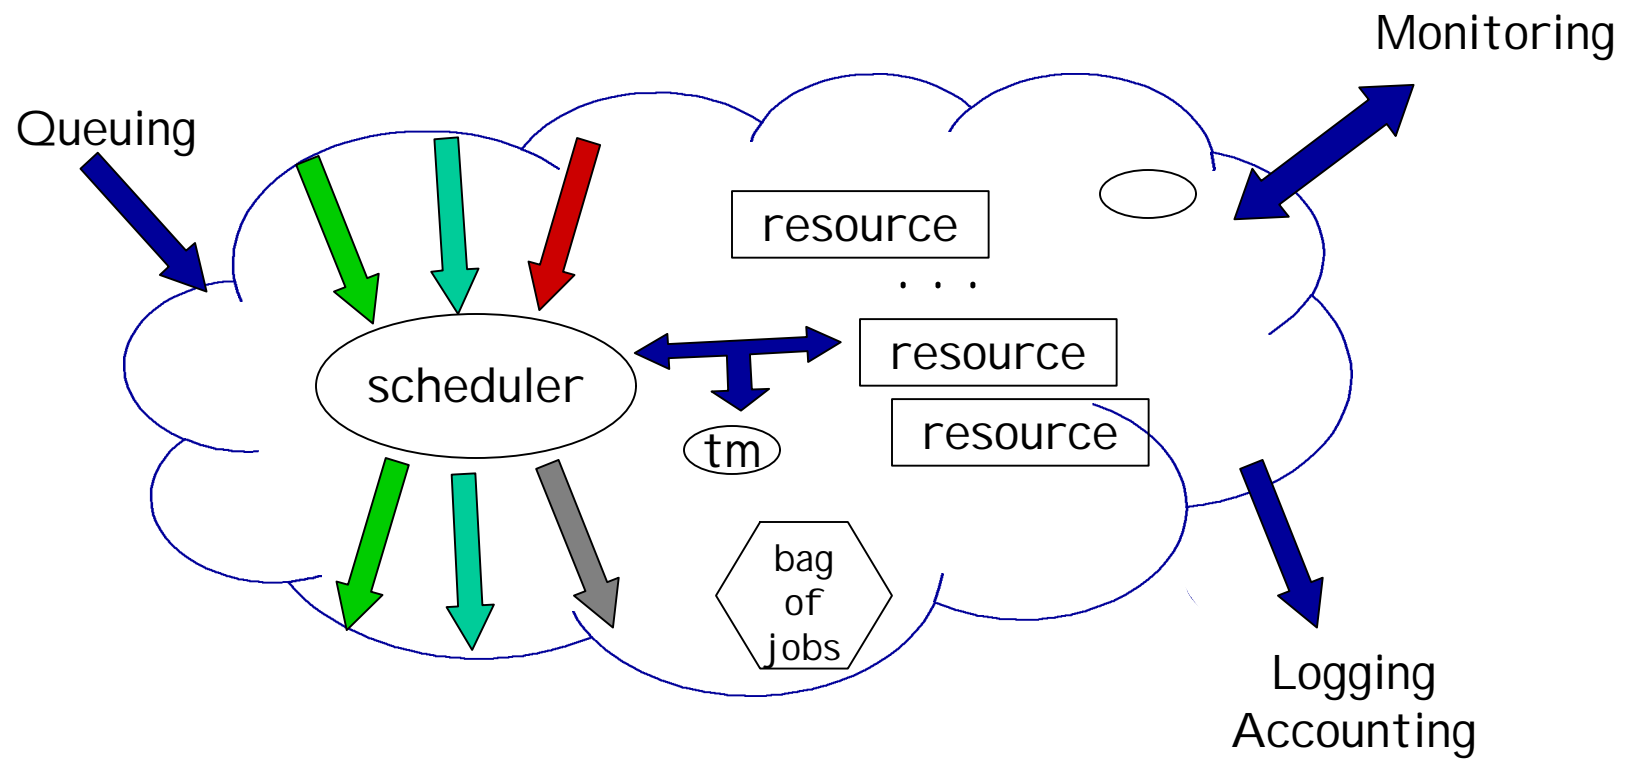 Monitoring
Queuing
resource
. . .
resource
scheduler
resource
tm
bag
of
jobs
Logging
Accounting